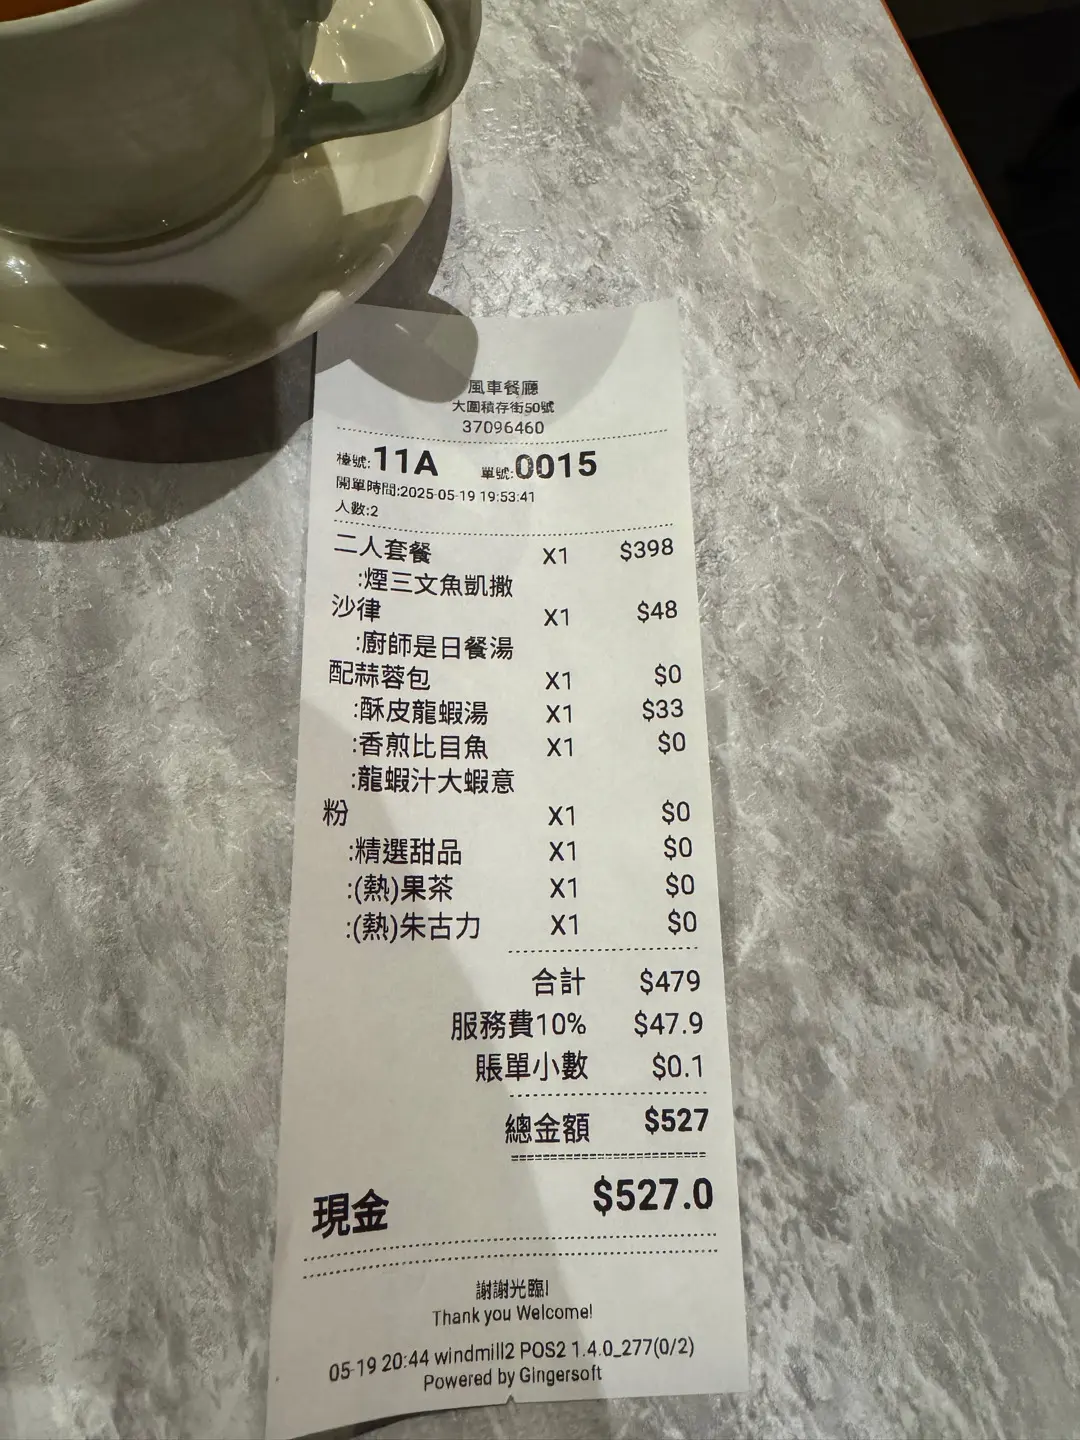 風車餐廳
大圍積存街50號
37096460
檯號:11A 單號:0015
開單時間:2025-05-19 19:53:41
人數:2
二人套餐 X1 $398
:煙三文魚凱撒
沙律 X1 $48
:廚師是日餐湯
配蒜蓉包 X1 $0
:酥皮龍蝦湯 X1 $33
:香煎比目魚 X1 $0
:龍蝦汁大蝦意
粉 X1 $0
:精選甜品 X1 $0
:(熱)果茶 X1 $0
:(熱)朱古力 X1 $0
合計 $479
服務費10% $47.9
賬單小數 $0.1
總金額 $527
現金 $527.0
謝謝光臨!
Thank you Welcome!
05-19 20:44 windmill2 POS2 1.4.0_277(0/2)
Powered by Gingersoft